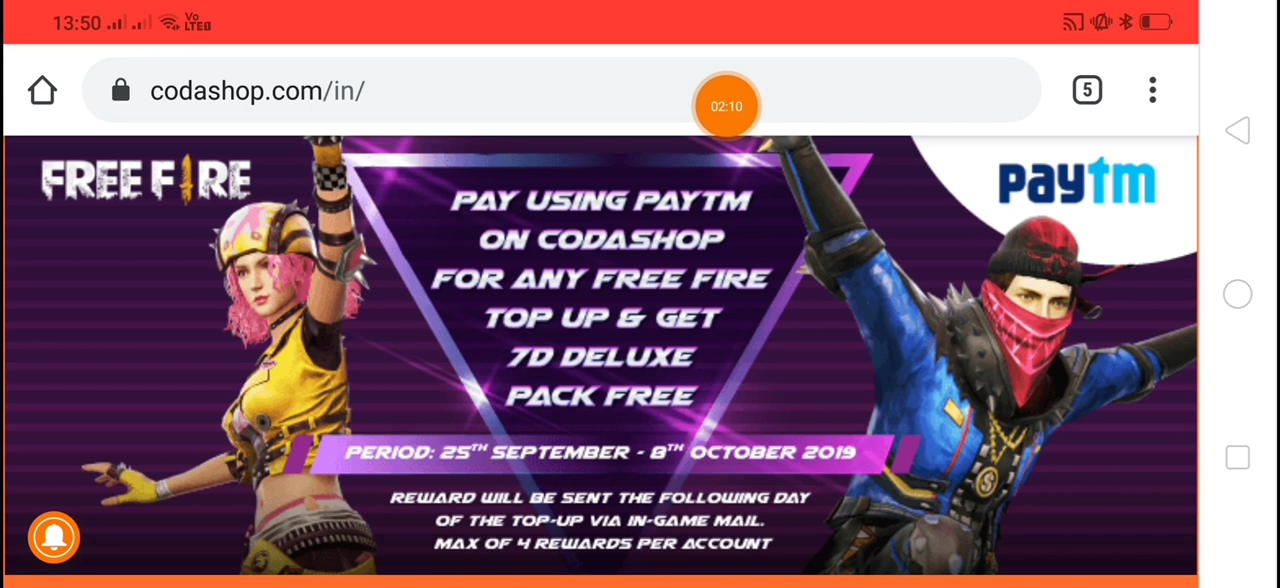 13:50 Vo LTE
codashop.com/in/
02:10
5
FREE FIRE
paytm
PAY USING PAYTM
ON CODASHOP
FOR ANY FREE FIRE
TOP UP & GET
7D DELUXE
PACK FREE
PERIOD: 25TH SEPTEMBER - 8TH OCTOBER 2019
REWARD WILL BE SENT THE FOLLOWING DAY
OF THE TOP-UP VIA IN-GAME MAIL.
MAX OF 4 REWARDS PER ACCOUNT